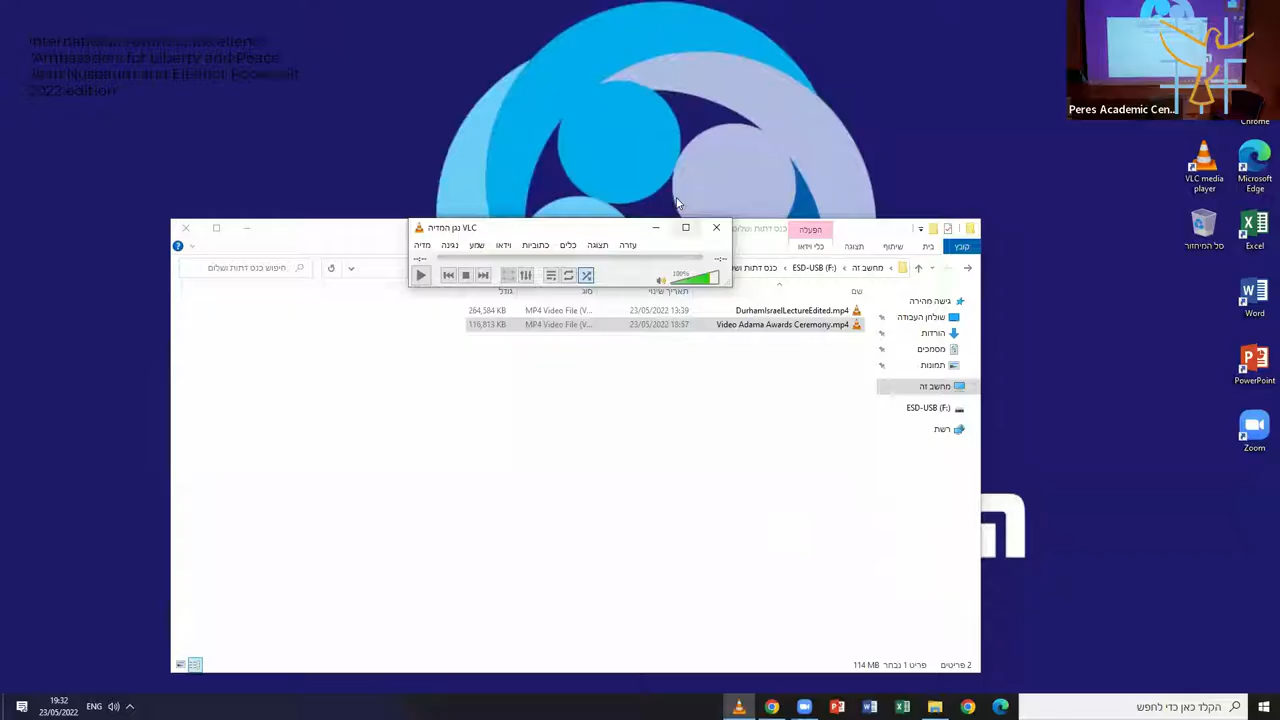 Peres Academic Cen...
Chrome
VLC media player
Microsoft Edge
סל המיחזור
Excel
Word
PowerPoint
Zoom
VLC נגן המדיה
מדיה
נגינה
שמע
וידאו
כתוביות
כלים
תצוגה
עזרה
--:--
--:--
100%
הפעלה
כנס דתות ושלום
קובץ
בית
שיתוף
תצוגה
כלי וידאו
מחשב זה
ESD-USB (F:)
חיפוש כנס דתות ושלום
שם
תאריך שינוי
סוג
גודל
DurhamIsraelLectureEdited.mp4
23/05/2022 13:39
MP4 Video File (V...
264,584 KB
Video Adama Awards Ceremony.mp4
23/05/2022 18:57
MP4 Video File (V...
116,813 KB
גישה מהירה
שולחן העבודה
הורדות
מסמכים
תמונות
מחשב זה
ESD-USB (F:)
רשת
2 פריטים
פריט 1 נבחר
114 MB
19:32
23/05/2022
ENG
הקלד כאן כדי לחפש